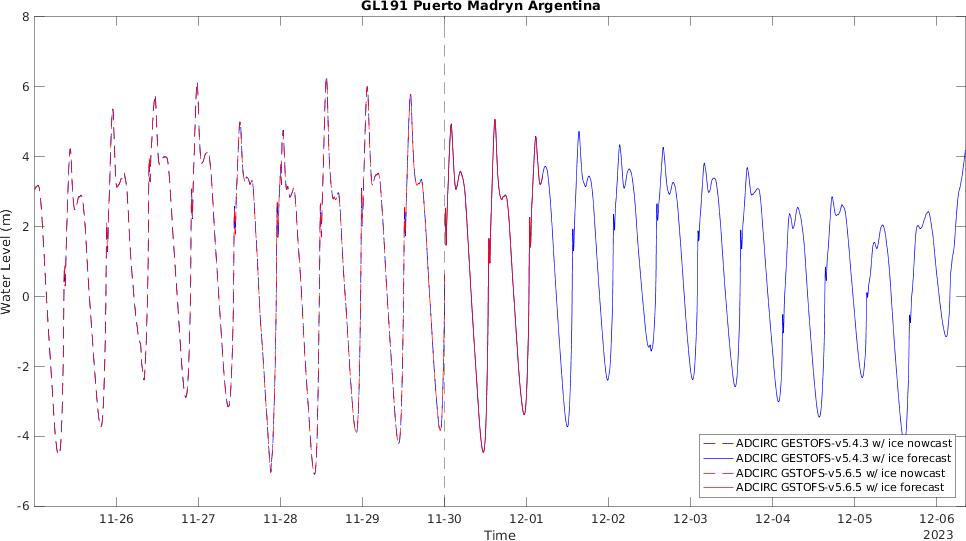 GL191 Puerto Madryn Argentina
8
6
4
2
0
-2
-4
-6
Water Level (m)
11-26 11-27 11-28 11-29 11-30 12-01 12-02 12-03 12-04 12-05 12-06
2023
Time
ADCIRC GESTOFS-v5.4.3 w/ ice nowcast
ADCIRC GESTOFS-v5.4.3 w/ ice forecast
ADCIRC GSTOFS-v5.6.5 w/ ice nowcast
ADCIRC GSTOFS-v5.6.5 w/ ice forecast